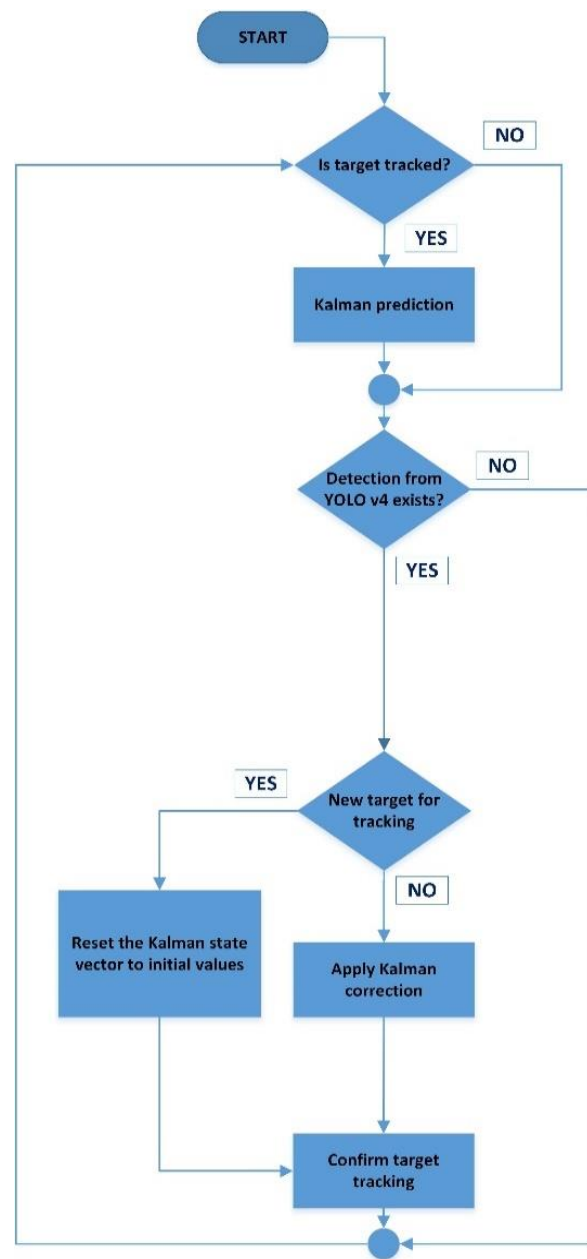 START
Is target tracked?
NO
YES
Kalman prediction
Detection from
YOLO v4 exists?
NO
YES
YES
New target for
tracking
NO
Reset the Kalman state
vector to initial values
Apply Kalman
correction
Confirm target
tracking